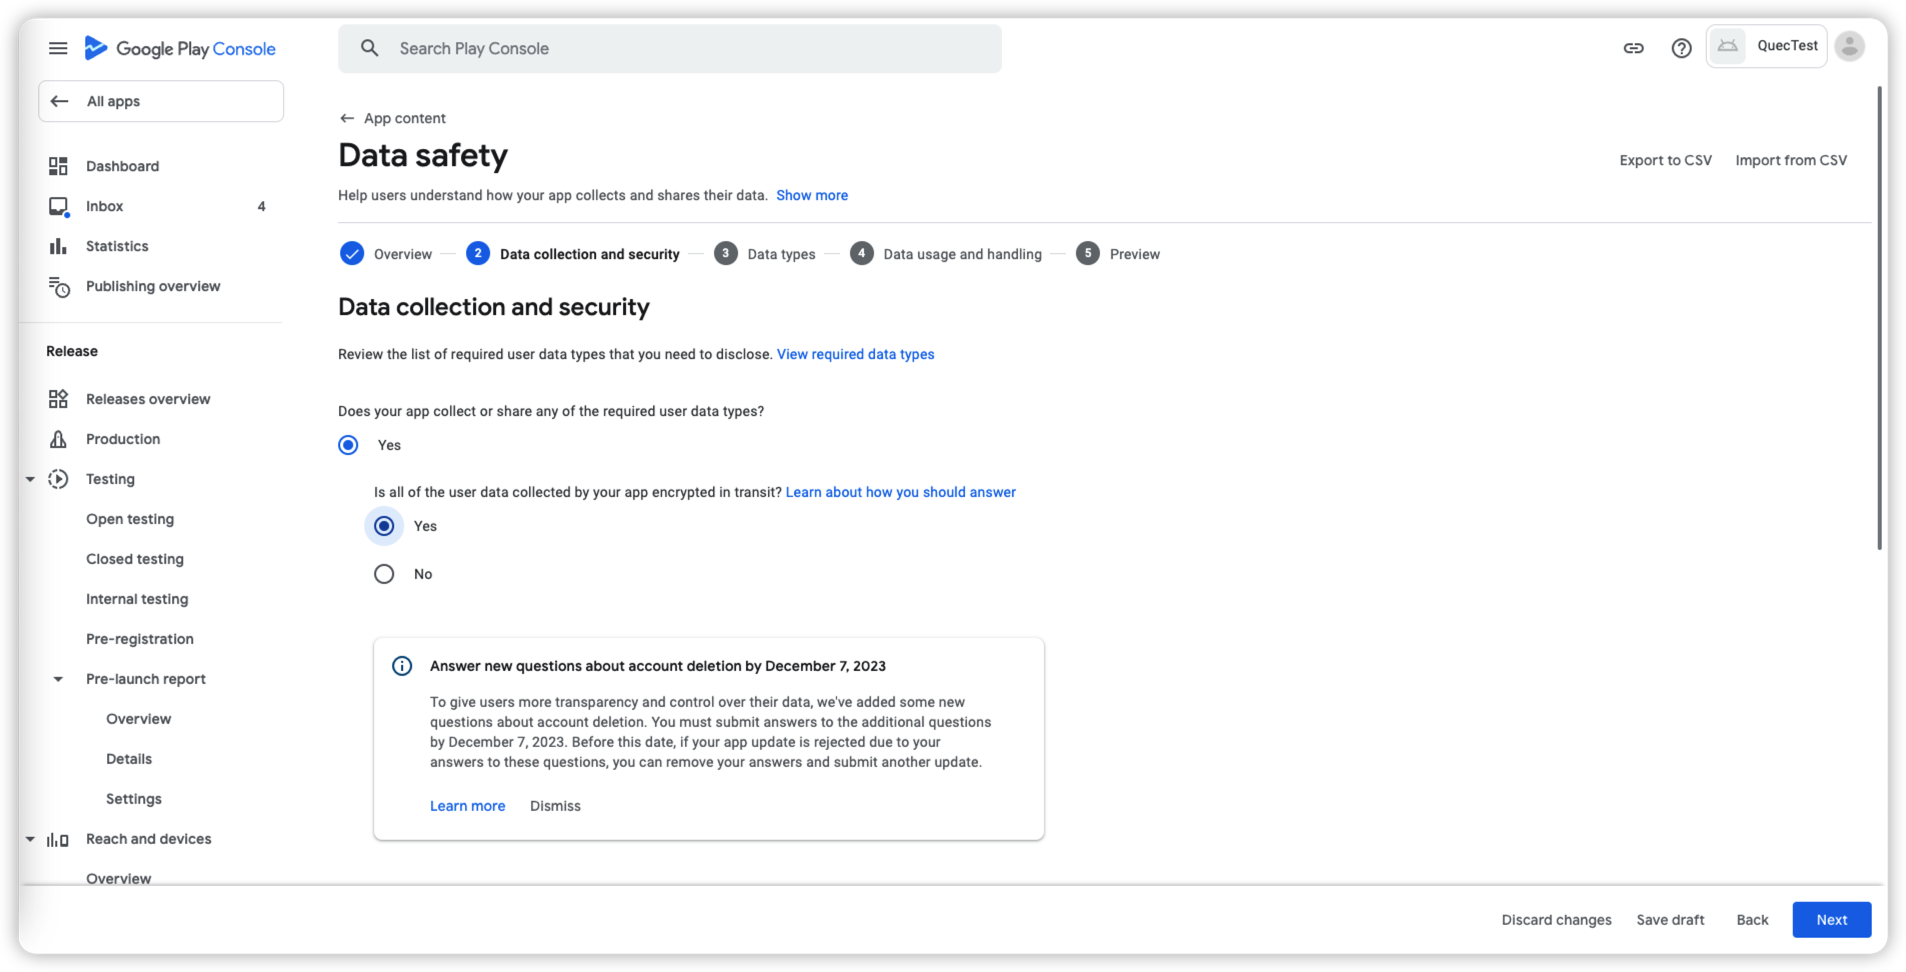 Google Play Console
Search Play Console
QuecTest
All apps
Dashboard
Inbox 4
Statistics
Publishing overview
Release
Releases overview
Production
Testing
Open testing
Closed testing
Internal testing
Pre-registration
Pre-launch report
Overview
Details
Settings
Reach and devices
Overview
App content
Data safety
Export to CSV Import from CSV
Help users understand how your app collects and shares their data. Show more
Overview 2 Data collection and security 3 Data types 4 Data usage and handling 5 Preview
Data collection and security
Review the list of required user data types that you need to disclose. View required data types
Does your app collect or share any of the required user data types?
Yes
Is all of the user data collected by your app encrypted in transit? Learn about how you should answer
Yes
No
Answer new questions about account deletion by December 7, 2023
To give users more transparency and control over their data, we've added some new
questions about account deletion. You must submit answers to the additional questions
by December 7, 2023. Before this date, if your app update is rejected due to your
answers to these questions, you can remove your answers and submit another update.
Learn more Dismiss
Discard changes Save draft Back Next